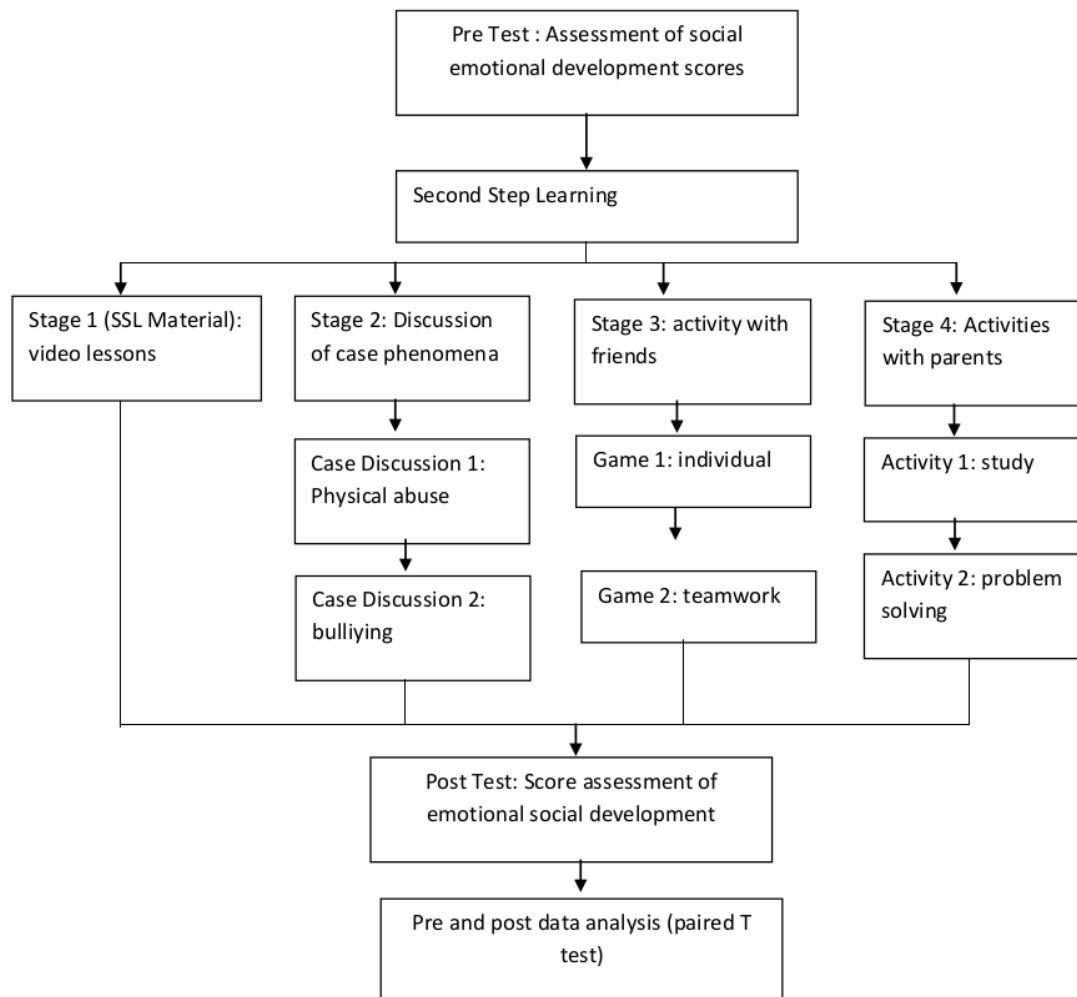 Pre Test : Assessment of social
emotional development scores
Second Step Learning
Stage 1 (SSL Material):
video lessons
Stage 2: Discussion
of case phenomena
Stage 3: activity with
friends
Stage 4: Activities
with parents
Case Discussion 1:
Physical abuse
Game 1: individual
Activity 1: study
Case Discussion 2:
bulliying
Game 2: teamwork
Activity 2: problem
solving
Post Test: Score assessment of
emotional social development
Pre and post data analysis (paired T
test)